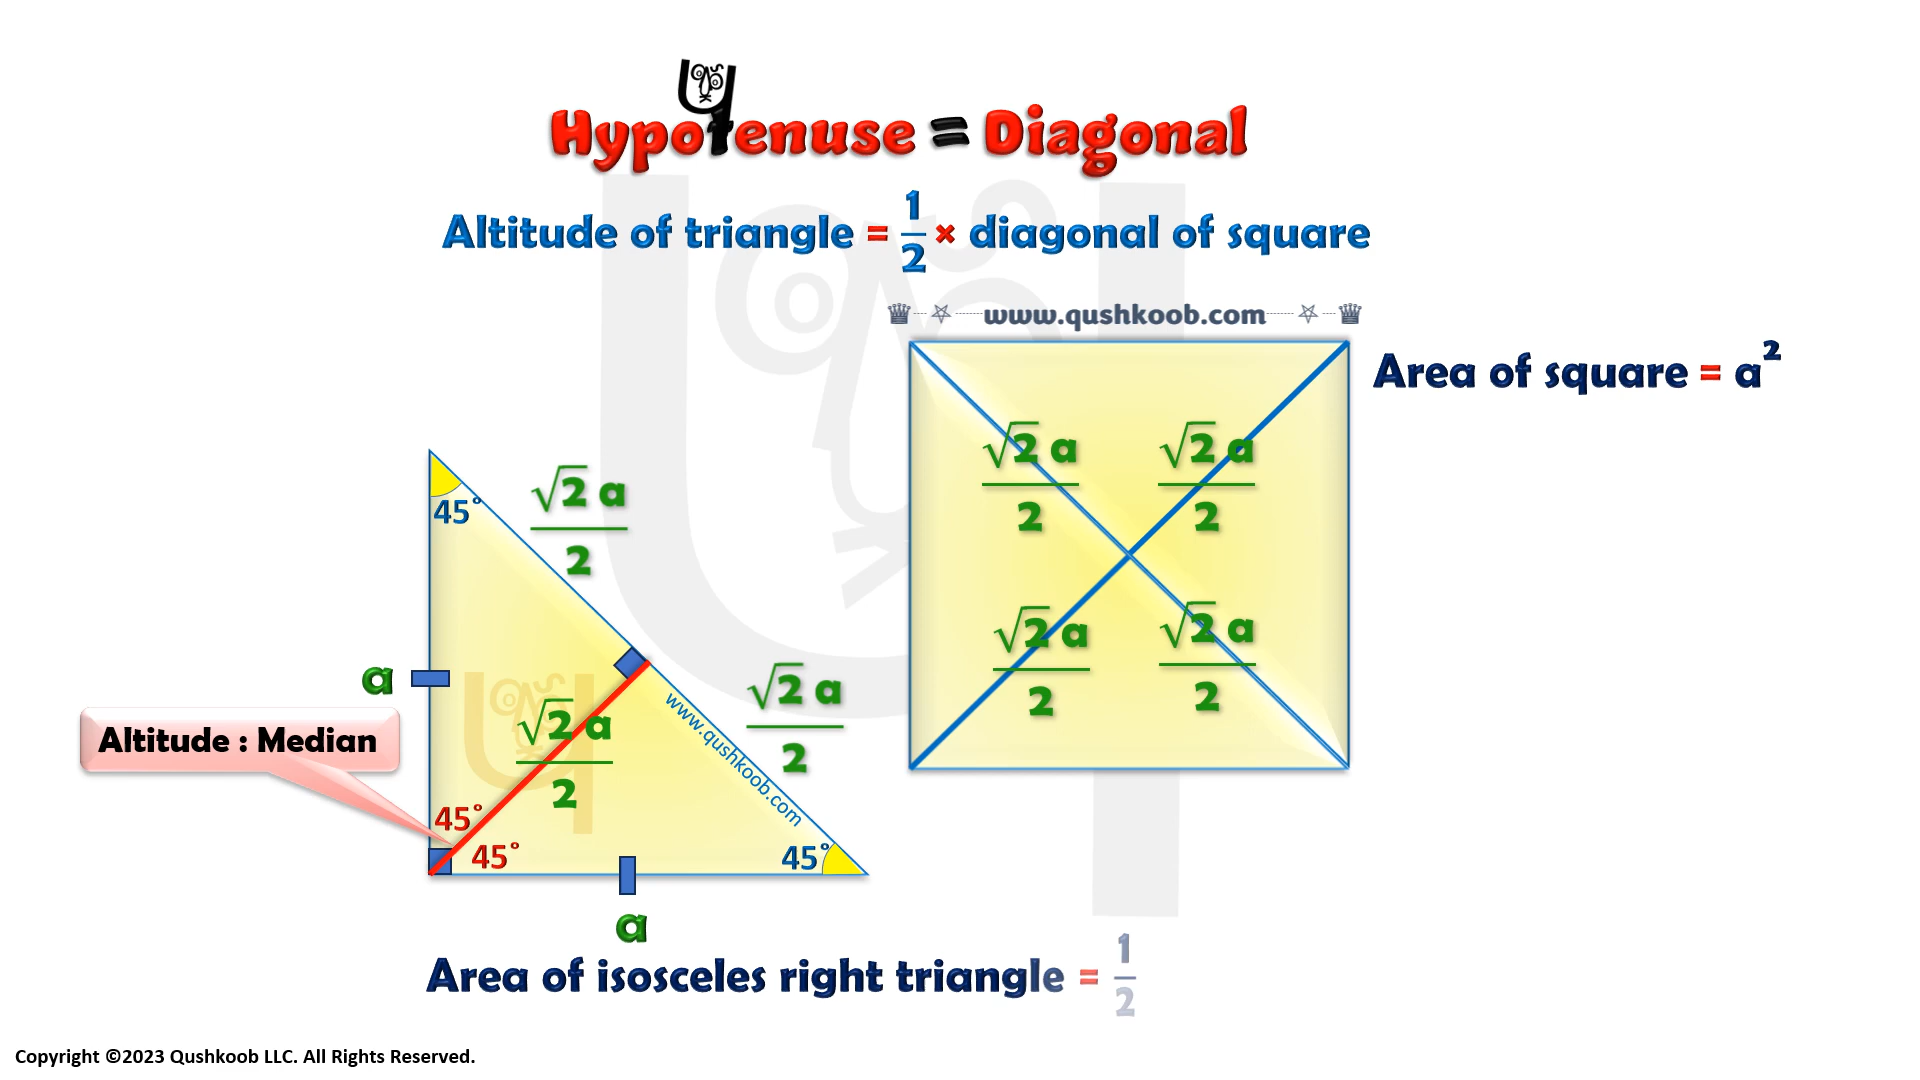 Hypotenuse = Diagonal
Altitude of triangle = 1/2 × diagonal of square
www.qushkoob.com
Area of square = a²
√2 a / 2
√2 a / 2
√2 a / 2
√2 a / 2
45°
√2 a / 2
a
√2 a / 2
√2 a / 2
www.qushkoob.com
Altitude : Median
45°
45°
45°
a
Area of isosceles right triangle = 1/2
Copyright ©2023 Qushkoob LLC. All Rights Reserved.